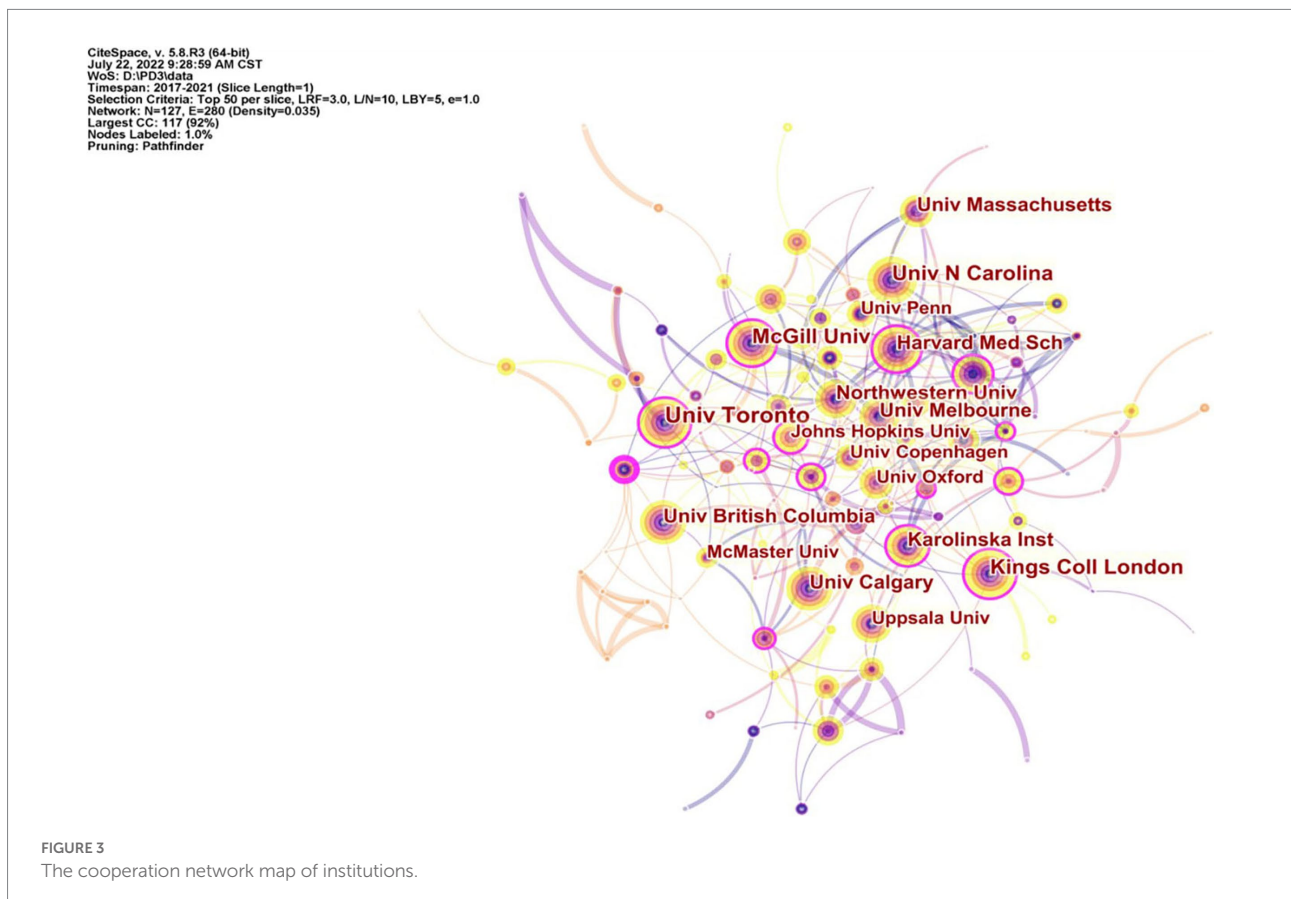 CiteSpace, v. 5.8.R3 (64-bit)
July 22, 2022 9:28:59 AM CST
WoS: D:\PD3\data
Timespan: 2017-2021 (Slice Length=1)
Selection Criteria: Top 50 per slice, LRF=3.0, L/N=10, LBY=5, e=1.0
Network: N=127, E=280 (Density=0.035)
Largest CC: 117 (92%)
Nodes Labeled: 1.0%
Pruning: Pathfinder
Univ Massachusetts
Univ N Carolina
Univ Penn
McGill Univ
Harvard Med Sch
Northwestern Univ
Univ Toronto
Univ Melbourne
Johns Hopkins Univ
Univ Copenhagen
Univ Oxford
Univ British Columbia
Karolinska Inst
McMaster Univ
Kings Coll London
Univ Calgary
Uppsala Univ
FIGURE 3
The cooperation network map of institutions.